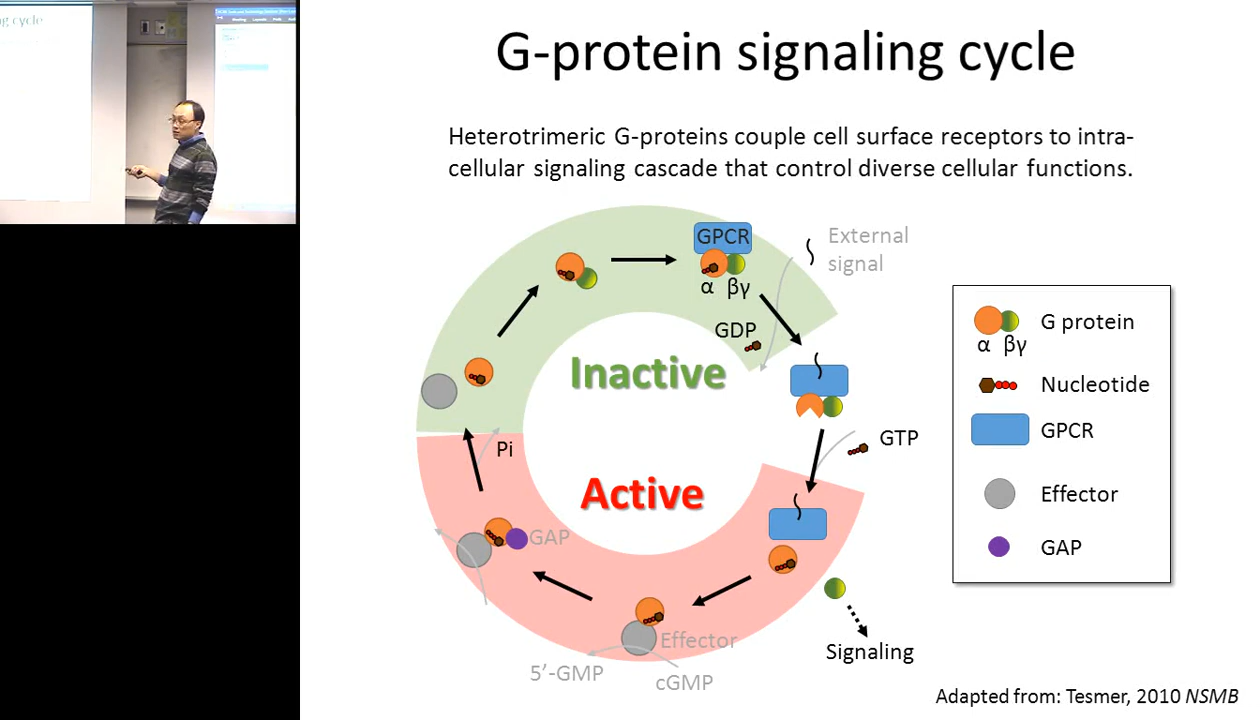 ng cycle
G-protein signaling cycle
Heterotrimeric G-proteins couple cell surface receptors to intra-
cellular signaling cascade that control diverse cellular functions.
GPCR
α βγ
External
signal
GDP
Inactive
GTP
Pi
Active
GAP
Effector
5’-GMP
cGMP
Signaling
G protein
α βγ
Nucleotide
GPCR
Effector
GAP
Adapted from: Tesmer, 2010 NSMB